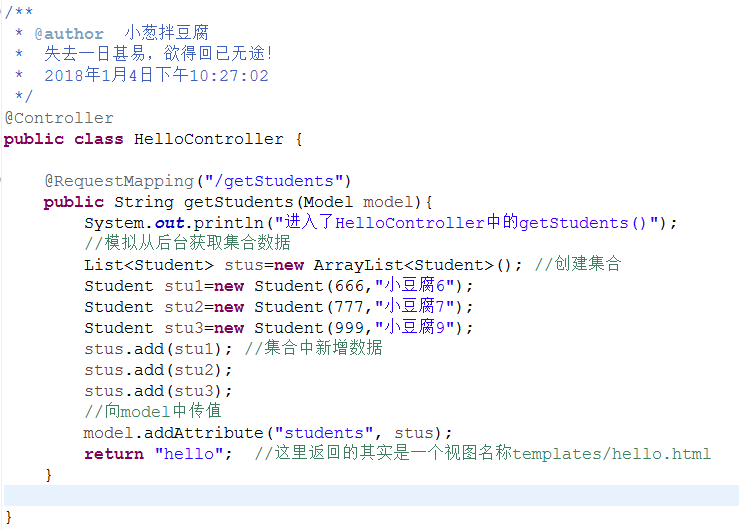 /**
 * @author  小葱拌豆腐
 *  失去一日甚易，欲得回已无途！
 *  2018年1月4日下午10:27:02
 */
@Controller
public class HelloController {
    @RequestMapping("/getStudents")
    public String getStudents(Model model){
        System.out.println("进入了HelloController中的getStudents()");
        //模拟从后台获取集合数据
        List<Student> stus=new ArrayList<Student>(); //创建集合
        Student stu1=new Student(666,"小豆腐6");
        Student stu2=new Student(777,"小豆腐7");
        Student stu3=new Student(999,"小豆腐9");
        stus.add(stu1); //集合中新增数据
        stus.add(stu2);
        stus.add(stu3);
        //向model中传值
        model.addAttribute("students", stus);
        return "hello";  //这里返回的其实是一个视图名称templates/hello.html
    }
}